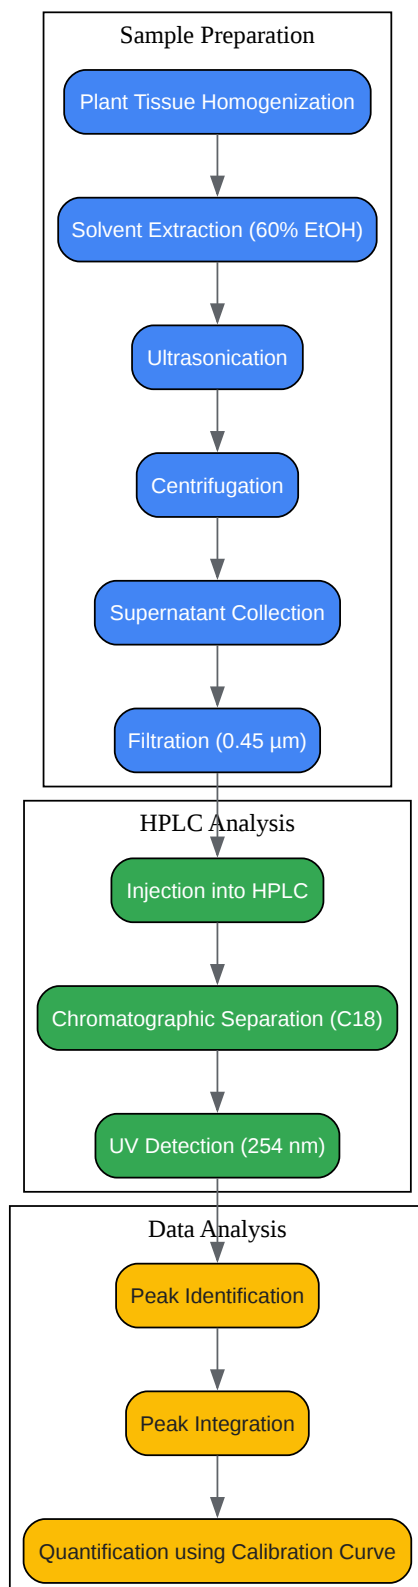 Sample Preparation
Plant Tissue Homogenization
Solvent Extraction (60% EtOH)
Ultrasonication
Centrifugation
Supernatant Collection
Filtration (0.45 µm)
HPLC Analysis
Injection into HPLC
Chromatographic Separation (C18)
UV Detection (254 nm)
Data Analysis
Peak Identification
Peak Integration
Quantification using Calibration Curve